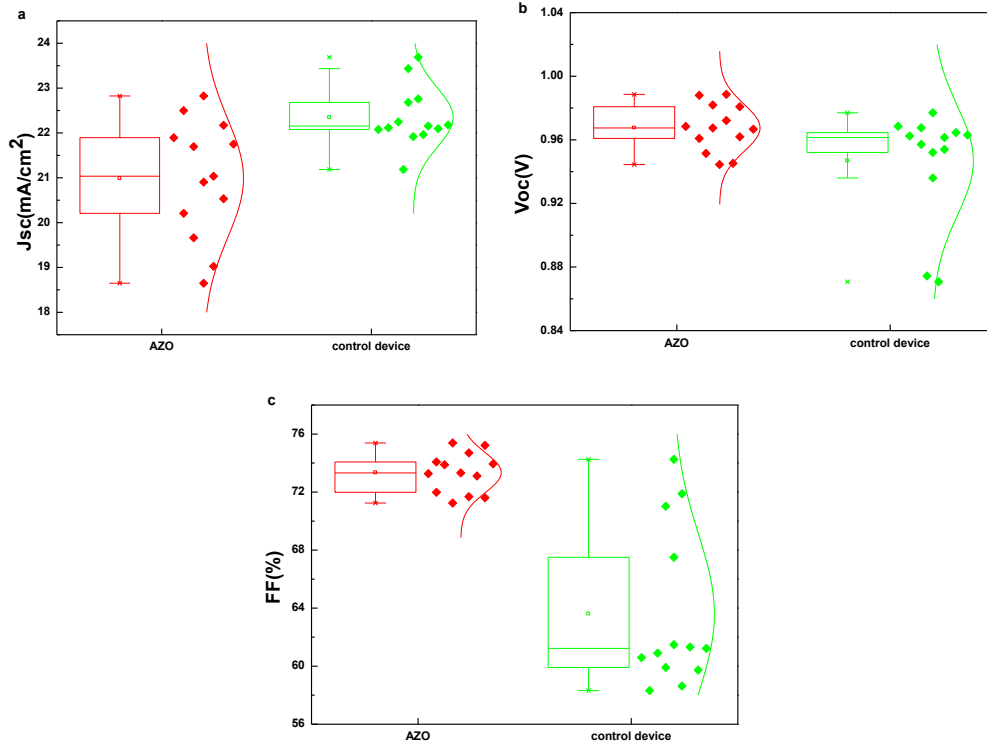 a
Jsc(mA/cm²)
24
23
22
21
20
19
18
AZO
control device
b
Voc(V)
1.04
1.00
0.96
0.92
0.88
0.84
AZO
control device
c
FF(%)
76
72
68
64
60
56
AZO
control device